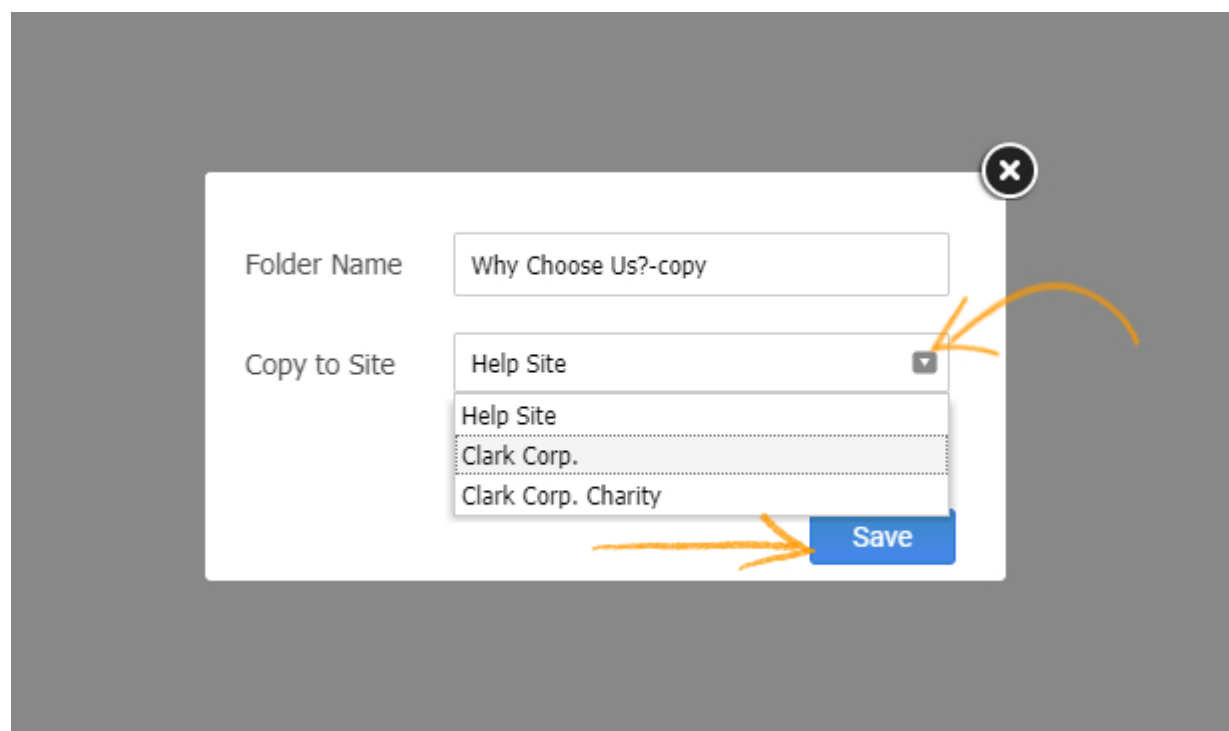 Folder Name
Why Choose Us?-copy
Copy to Site
Help Site
Help Site
Clark Corp.
Clark Corp. Charity
Save